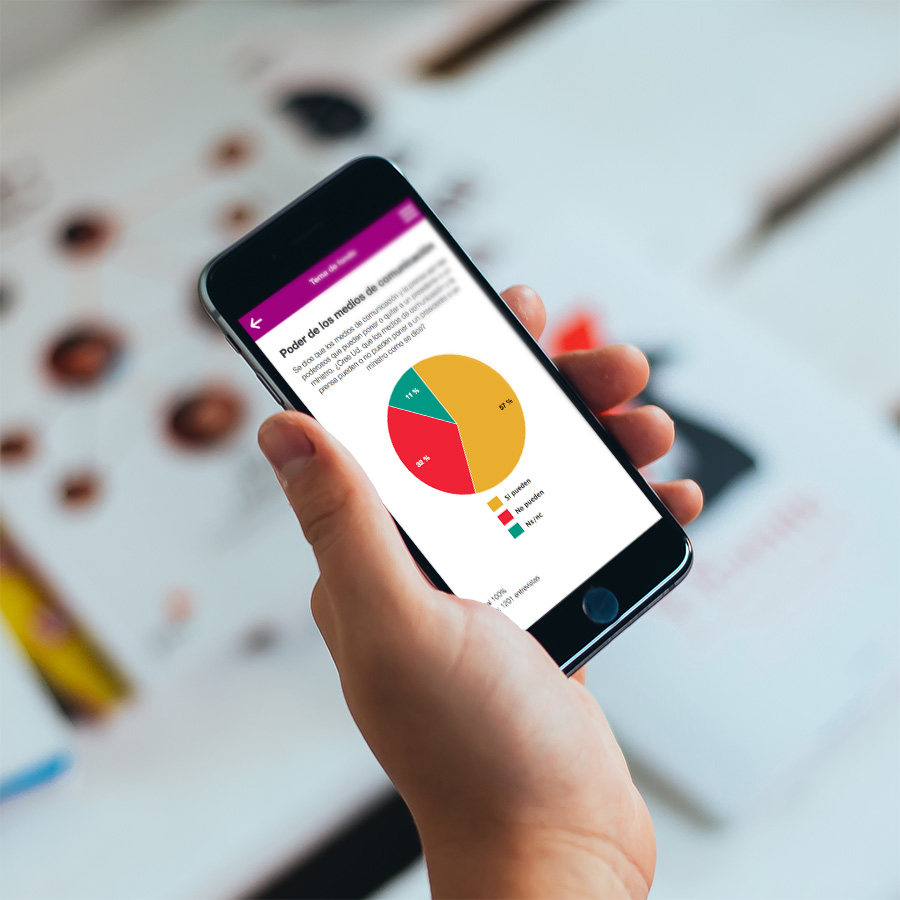 Tema de fondo
Poder de los medios de comunicación
Se dice que los medios de comunicación y la prensa son tan
poderosos que pueden poner o quitar a un presidente o un
ministro. ¿Cree Ud. que los medios de comunicación y la
prensa pueden o no pueden poner a un presidente o un
ministro como se dice?
11 %
57 %
32 %
Si pueden
No pueden
Ns/nc
100%
1201 entrevistas